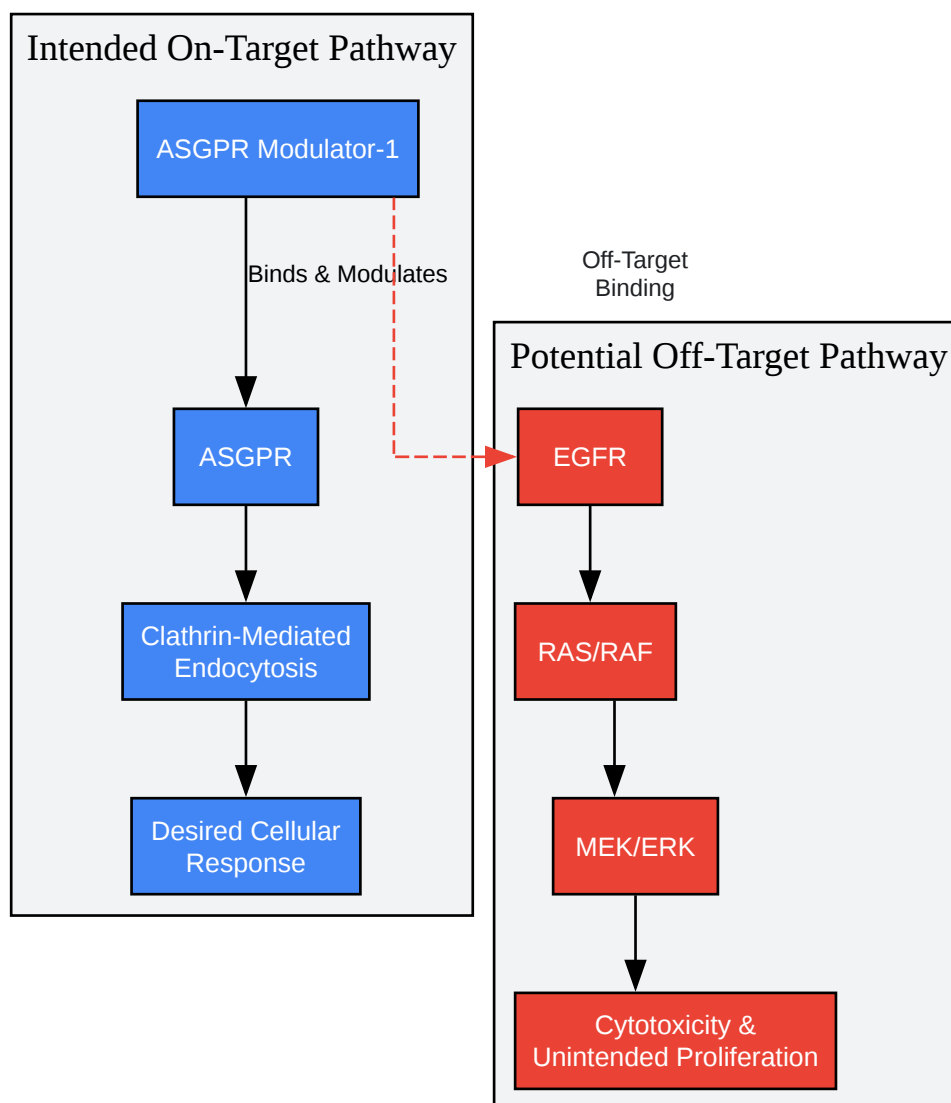 Intended On-Target Pathway
ASGPR Modulator-1
Binds & Modulates
ASGPR
Clathrin-Mediated
Endocytosis
Desired Cellular
Response
Off-Target
Binding
Potential Off-Target Pathway
EGFR
RAS/RAF
MEK/ERK
Cytotoxicity &
Unintended Proliferation